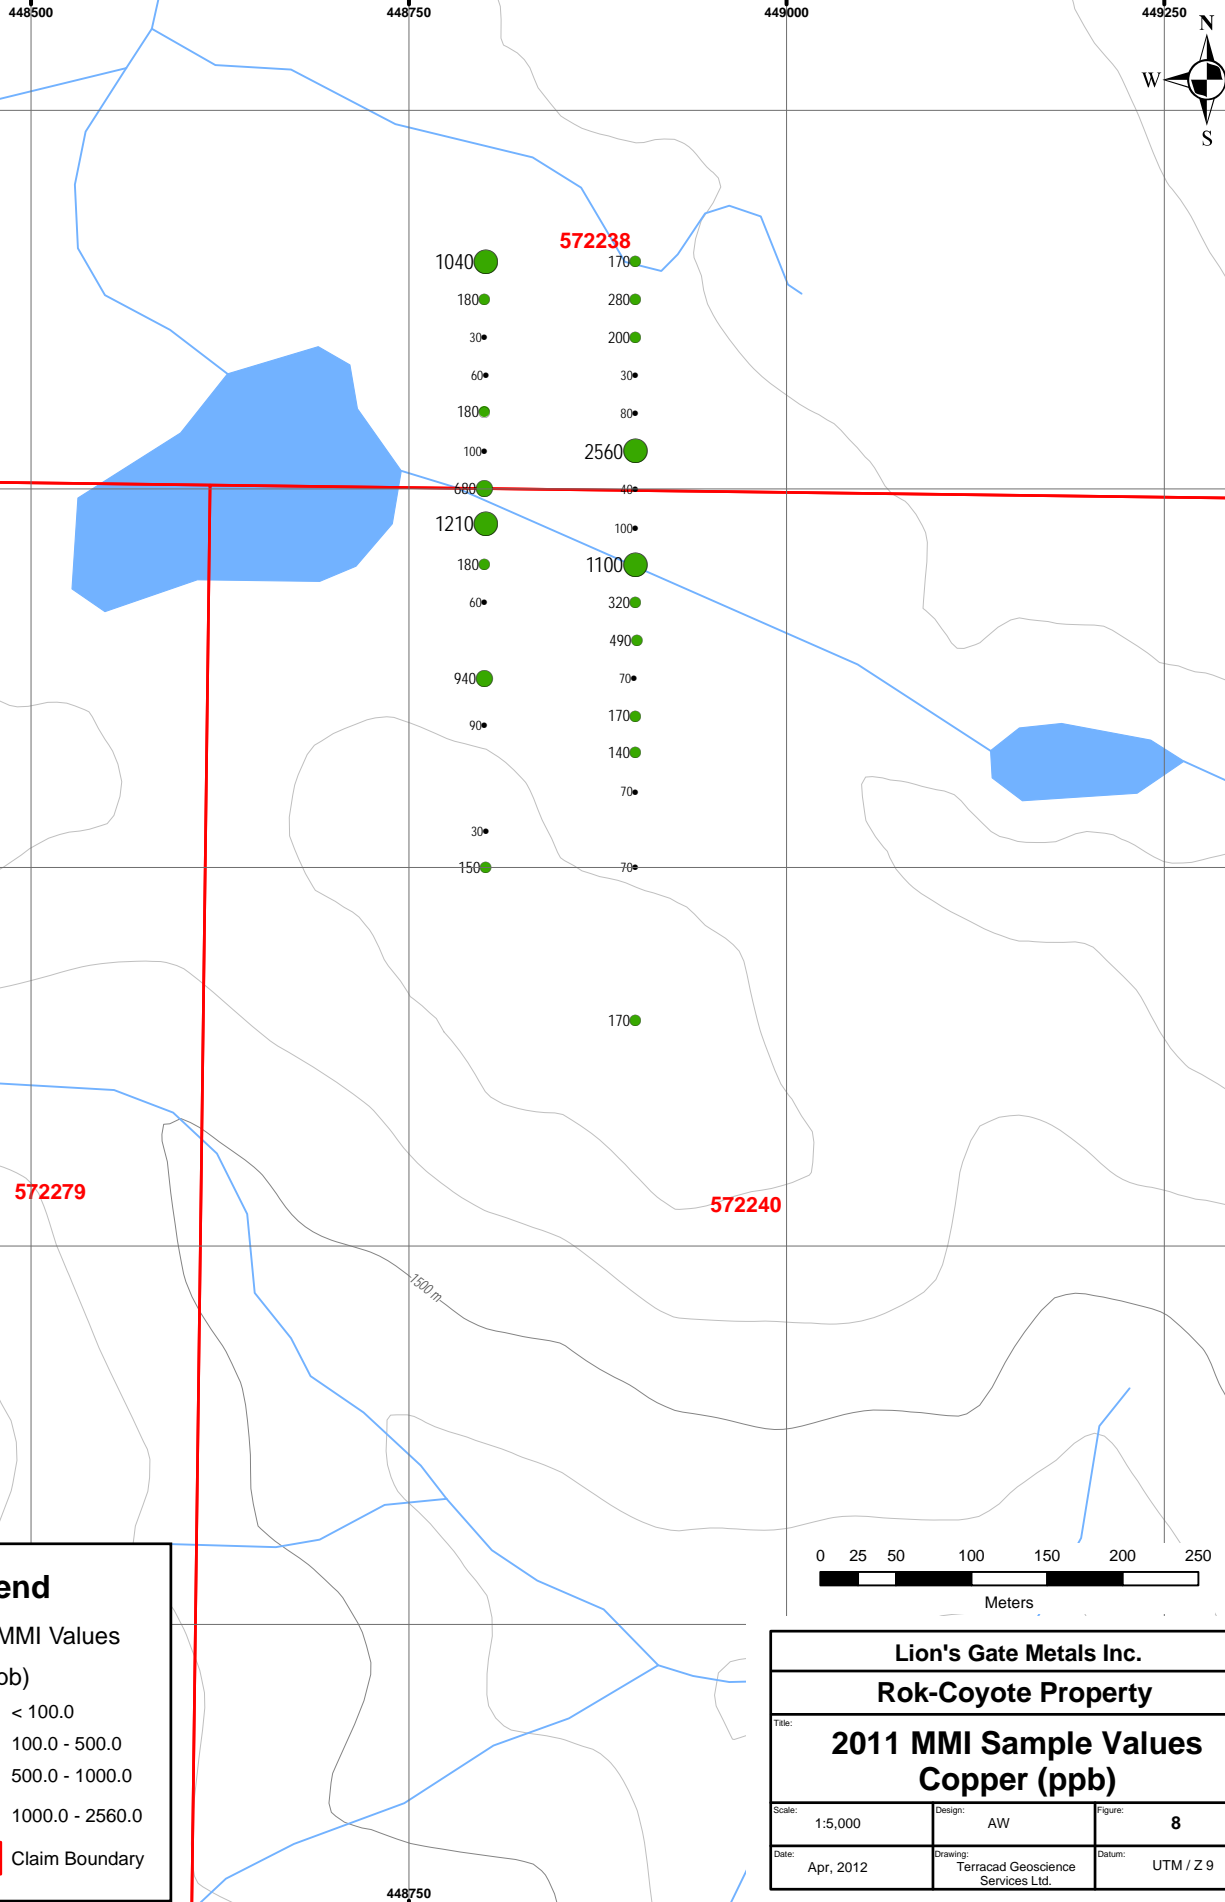 448500
448750
449000
449250
N
W
S
572238
1040
170
180
280
30
200
60
30
180
80
100
2560
680
40
1210
100
180
1100
60
320
490
940
70
90
170
140
70
30
150
70
170
572279
572240
1500 m
0 25 50 100 150 200 250
Meters
end
MMI Values
ob)
< 100.0
100.0 - 500.0
500.0 - 1000.0
1000.0 - 2560.0
Claim Boundary
Lion's Gate Metals Inc.
Rok-Coyote Property
Title:
2011 MMI Sample Values
Copper (ppb)
Scale:
1:5,000
Design:
AW
Figure:
8
Date:
Apr, 2012
Drawing:
Terracad Geoscience
Services Ltd.
Datum:
UTM / Z 9
448750